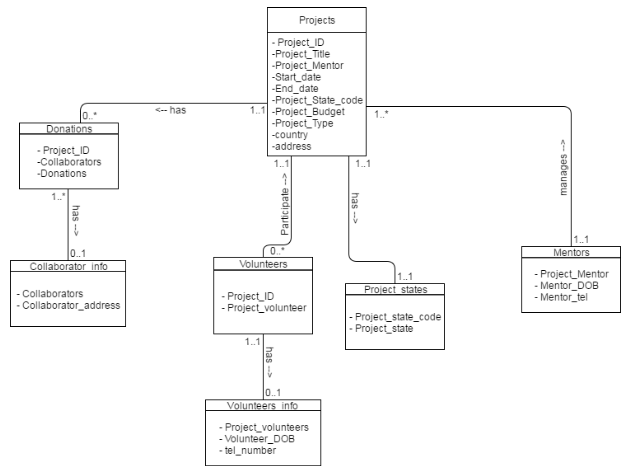 Projects
- Project_ID
-Project_Title
-Project_Mentor
-Start_date
-End_date
-Project_State_code
-Project_Budget
-Project_Type
-country
-address
<-- has
1..1
1..*
0..*
Donations
- Project_ID
-Collaborators
-Donations
1..*
has -->
0..1
Collaborator_info
- Collaborators
- Collaborator_address
1..1
Participate -->
0..*
Volunteers
- Project_ID
- Project_volunteer
1..1
has -->
0..1
Volunteers_info
- Project_volunteers
- Volunteer_DOB
- tel_number
1..1
has -->
1..1
Project_states
- Project_state_code
- Project_state
manages -->
1..1
Mentors
- Project_Mentor
- Mentor_DOB
- Mentor_tel